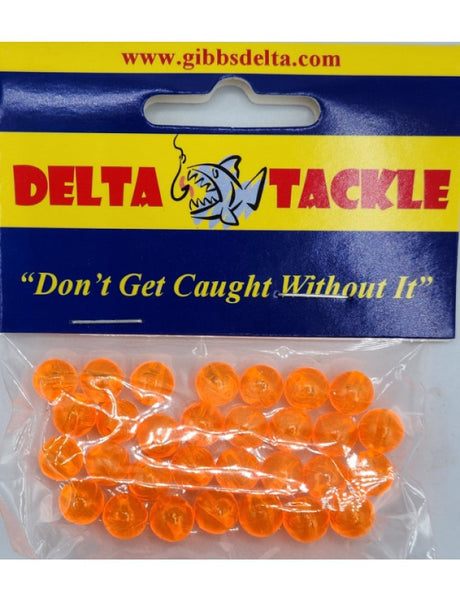 www.gibbsdelta.com
DELTA TACKLE
“Don’t Get Caught Without It”